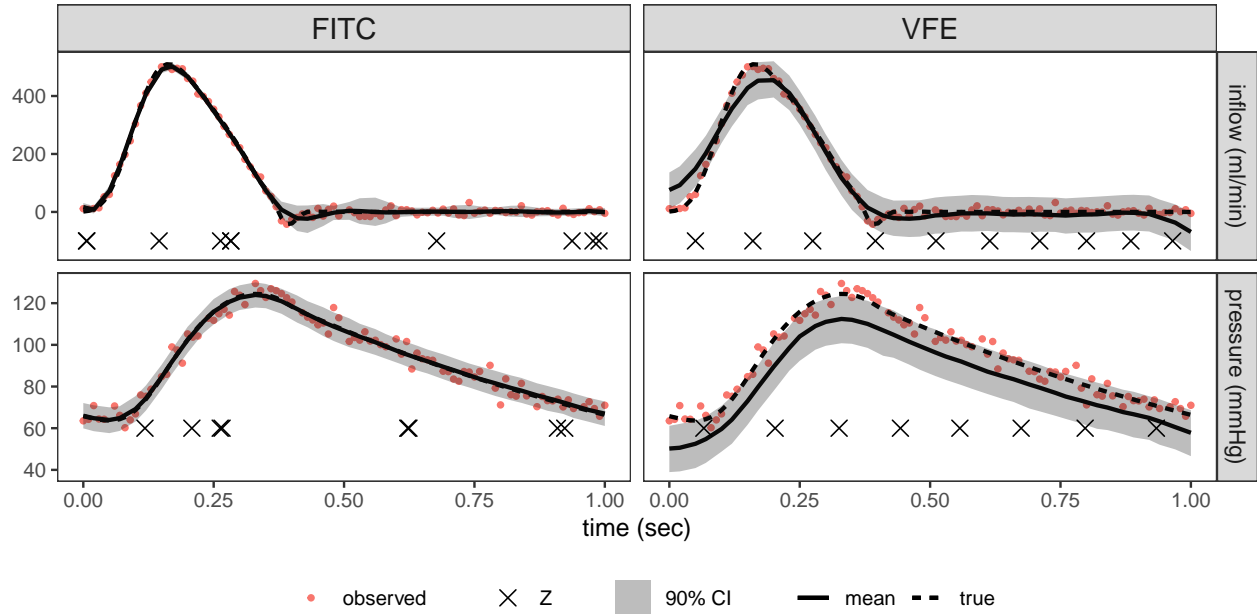 FITC VFE
400
200
0
inflow (ml/min)
120
100
80
60
40
pressure (mmHg)
0.00 0.25 0.50 0.75 1.00 0.00 0.25 0.50 0.75 1.00
time (sec)
observed Z 90% CI mean true